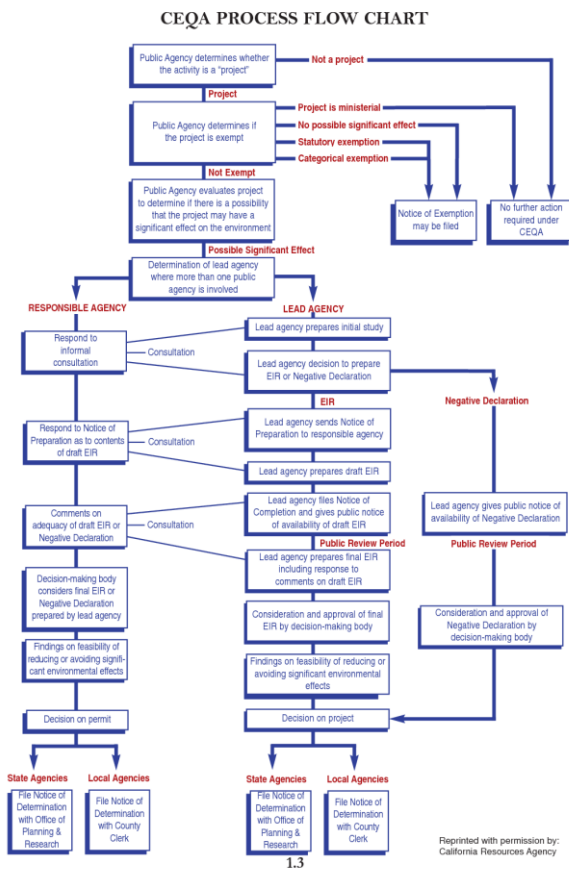 CEQA PROCESS FLOW CHART
Public Agency determines whether
the activity is a "project"
Not a project
Project
Public Agency determines if
the project is exempt
Project is ministerial
No possible significant effect
Statutory exemption
Categorical exemption
Not Exempt
Public Agency evaluates project
to determine if there is a possibility
that the project may have a
significant effect on the environment
Notice of Exemption
may be filed
No further action
required under
CEQA
Possible Significant Effect
Determination of lead agency
where more than one public
agency is involved
RESPONSIBLE AGENCY
LEAD AGENCY
Respond to
informal
consultation
Consultation
Lead agency prepares initial study
Lead agency decision to prepare
EIR or Negative Declaration
EIR
Negative Declaration
Respond to Notice of
Preparation as to contents
of draft EIR
Consultation
Lead agency sends Notice of
Preparation to responsible agency
Lead agency prepares draft EIR
Comments on
adequacy of draft EIR or
Negative Declaration
Consultation
Lead agency files Notice of
Completion and gives public notice
of availability of draft EIR
Lead agency gives public notice of
availability of Negative Declaration
Public Review Period
Public Review Period
Lead agency prepares final EIR
including response to
comments on draft EIR
Decision-making body
considers final EIR or
Negative Declaration
prepared by lead agency
Consideration and approval of final
EIR by decision-making body
Consideration and approval of
Negative Declaration by
decision-making body
Findings on feasibility of
reducing or avoiding signifi-
cant environmental effects
Findings on feasibility of reducing or
avoiding significant environmental
effects
Decision on permit
Decision on project
State Agencies
Local Agencies
State Agencies
Local Agencies
File Notice of
Determination
with Office of
Planning &
Research
File Notice of
Determination
with County
Clerk
File Notice of
Determination
with Office of
Planning &
Research
File Notice of
Determination
with County
Clerk
Reprinted with permission by:
California Resources Agency
1.3